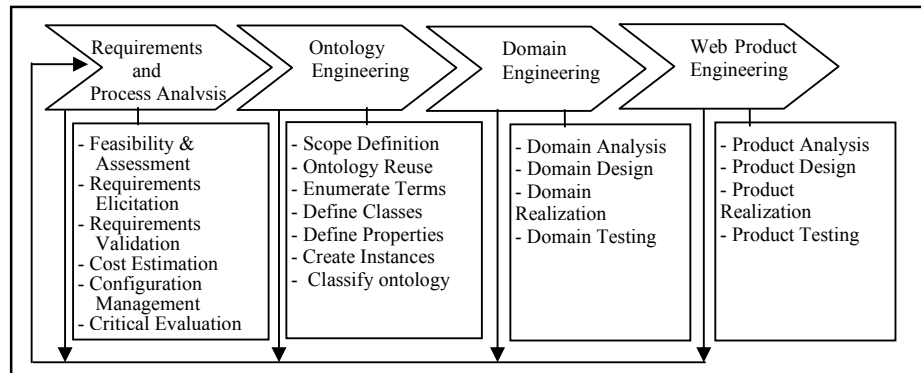 Requirements
and
Process Analysis
Ontology
Engineering
Domain
Engineering
Web Product
Engineering
- Feasibility &
Assessment
- Requirements
Elicitation
- Requirements
Validation
- Cost Estimation
- Configuration
Management
- Critical Evaluation
- Scope Definition
- Ontology Reuse
- Enumerate Terms
- Define Classes
- Define Properties
- Create Instances
- Classify ontology
- Domain Analysis
- Domain Design
- Domain
Realization
- Domain Testing
- Product Analysis
- Product Design
- Product
Realization
- Product Testing